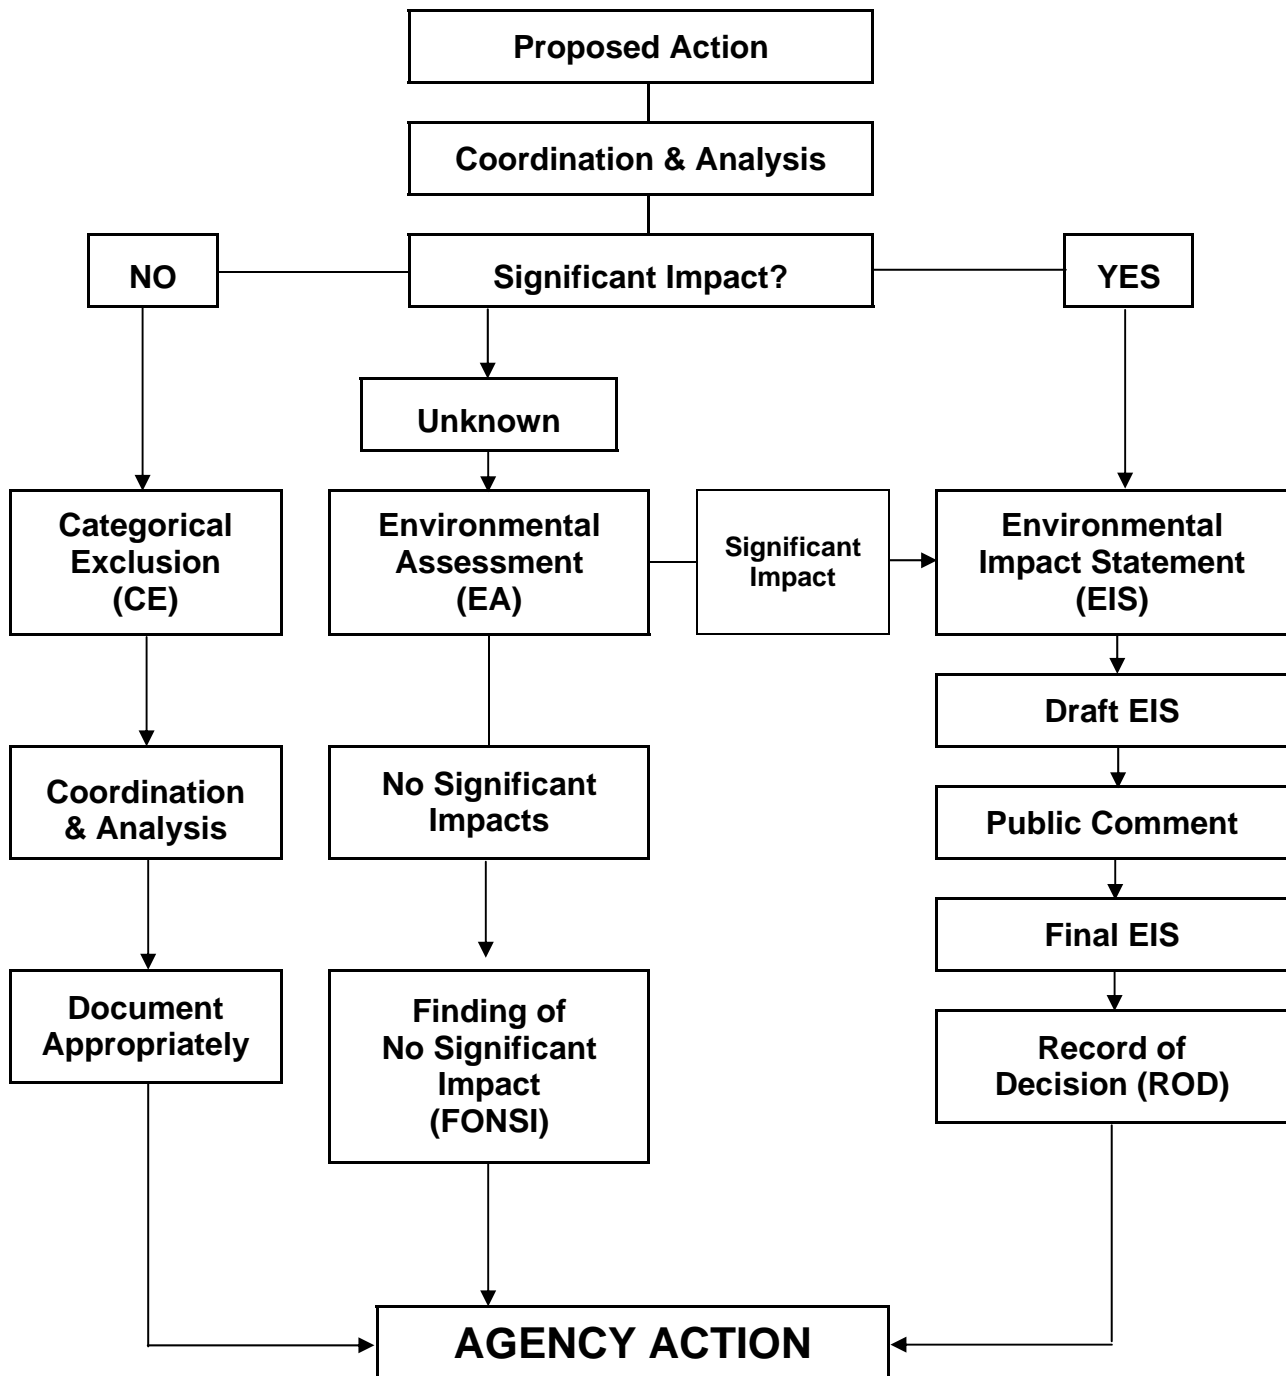 Proposed Action
Coordination & Analysis
NO
Significant Impact?
YES
Unknown
Categorical
Exclusion
(CE)
Environmental
Assessment
(EA)
Significant
Impact
Environmental
Impact Statement
(EIS)
Draft EIS
Coordination
& Analysis
No Significant
Impacts
Public Comment
Final EIS
Document
Appropriately
Finding of
No Significant
Impact
(FONSI)
Record of
Decision (ROD)
AGENCY ACTION